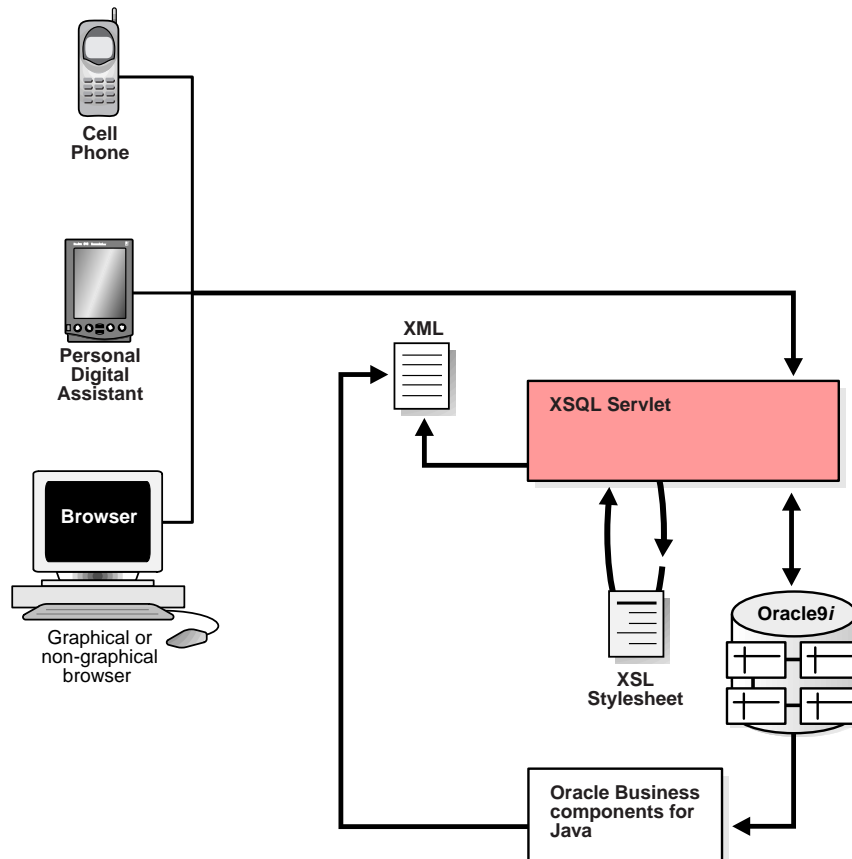 Cell
Phone
Personal
Digital
Assistant
XML
XSQL Servlet
Browser
Graphical or
non-graphical
browser
Oracle9i
XSL
Stylesheet
Oracle Business
components for
Java